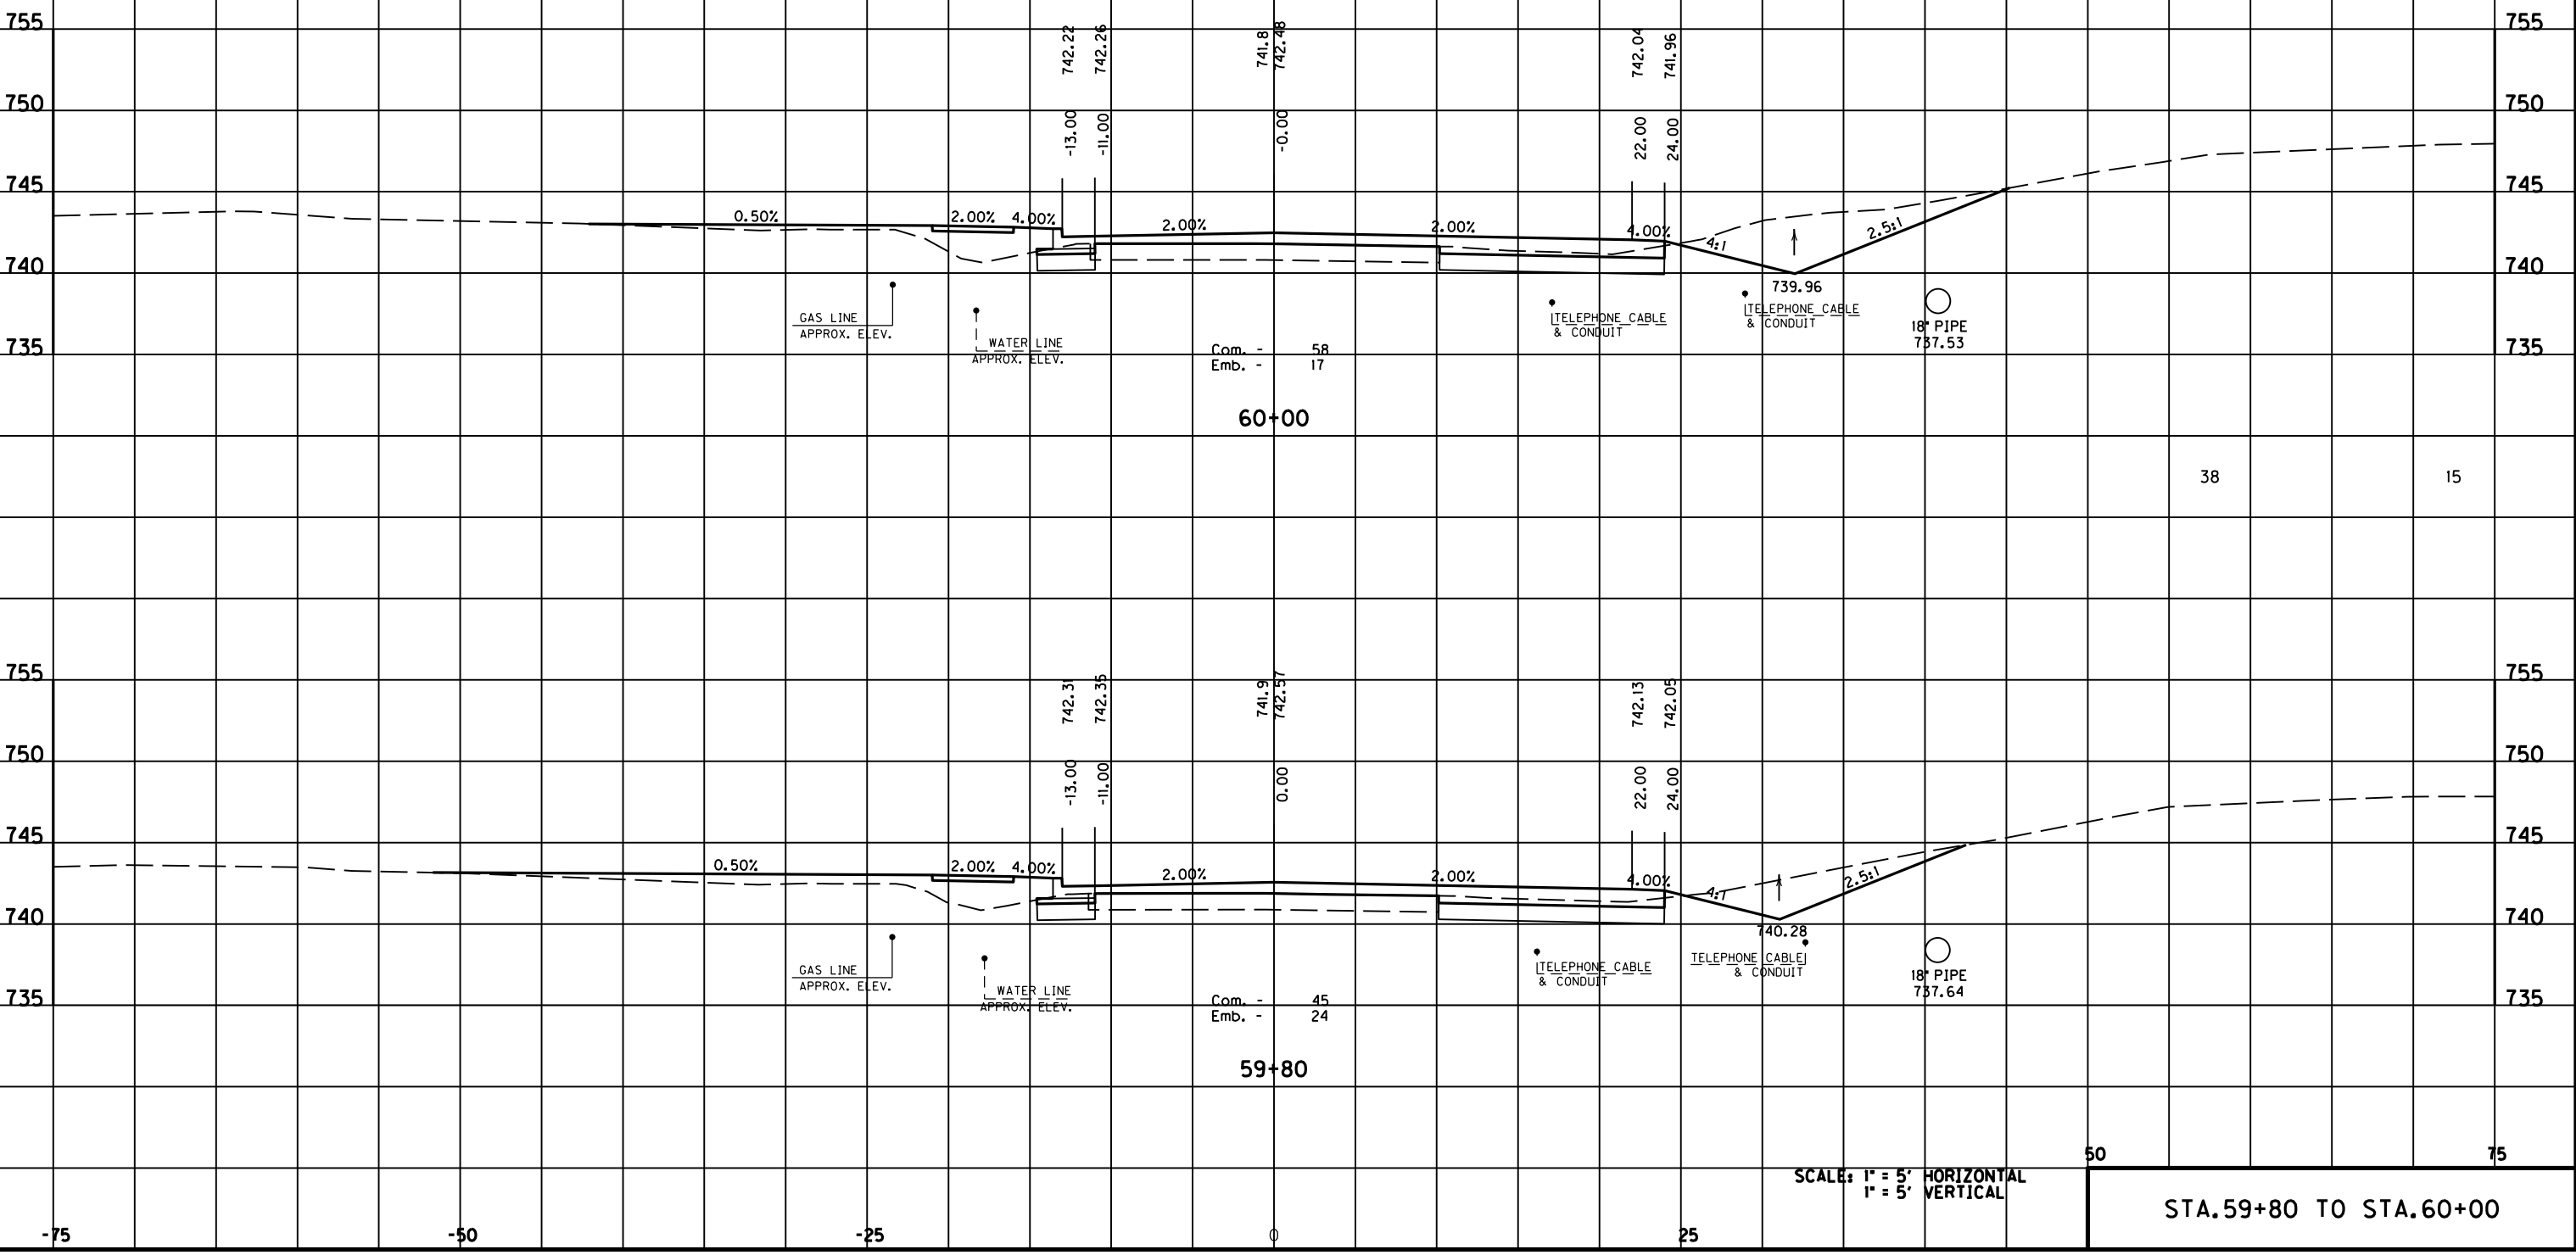 755
742.22
742.26
741.8
742.48
742.04
741.96
755
750
-13.00
-11.00
-0.00
22.00
24.00
750
745
0.50%
2.00%
4.00%
2.00%
2.00%
4.00%
4:1
2.5:1
745
740
739.96
740
GAS LINE
APPROX. ELEV.
WATER LINE
APPROX. ELEV.
TELEPHONE CABLE
& CONDUIT
TELEPHONE CABLE
& CONDUIT
18" PIPE
737.53
735
Com. - 58
Emb. - 17
735
60+00
38
15
755
742.31
742.35
741.9
742.57
742.13
742.05
755
750
-13.00
-11.00
0.00
22.00
24.00
750
745
0.50%
2.00%
4.00%
2.00%
2.00%
4.00%
4:1
2.5:1
745
740
740.28
740
GAS LINE
APPROX. ELEV.
WATER LINE
APPROX. ELEV.
TELEPHONE CABLE
& CONDUIT
TELEPHONE CABLE
& CONDUIT
18" PIPE
737.64
735
Com. - 45
Emb. - 24
735
59+80
50
75
SCALE: 1" = 5' HORIZONTAL
1" = 5' VERTICAL
STA.59+80 TO STA.60+00
-75
-50
-25
0
25